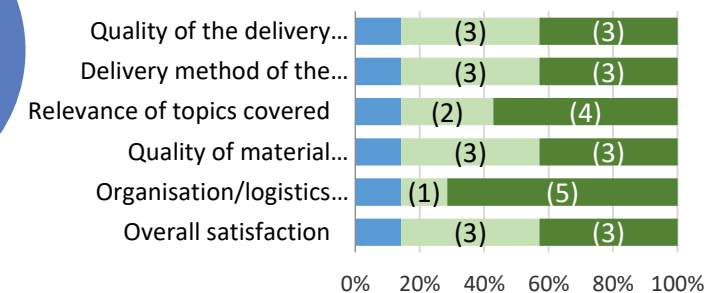 Quality of the delivery… (3) (3)
Delivery method of the… (3) (3)
Relevance of topics covered (2) (4)
Quality of material… (3) (3)
Organisation/logistics… (1) (5)
Overall satisfaction (3) (3)
0% 20% 40% 60% 80% 100%